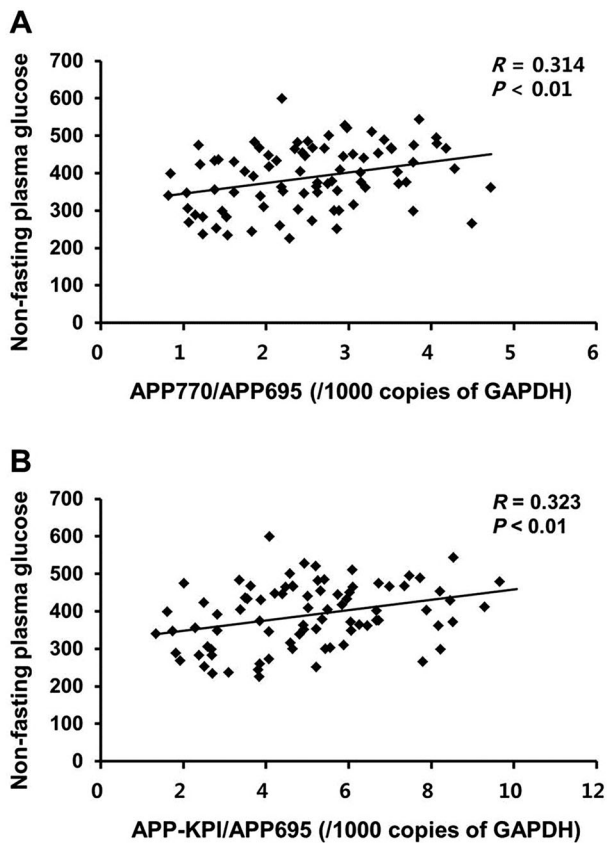 A
R = 0.314
P < 0.01
Non-fasting plasma glucose
700
600
500
400
300
200
100
0
0 1 2 3 4 5 6
APP770/APP695 (/1000 copies of GAPDH)
B
R = 0.323
P < 0.01
Non-fasting plasma glucose
700
600
500
400
300
200
100
0
0 2 4 6 8 10 12
APP-KPI/APP695 (/1000 copies of GAPDH)